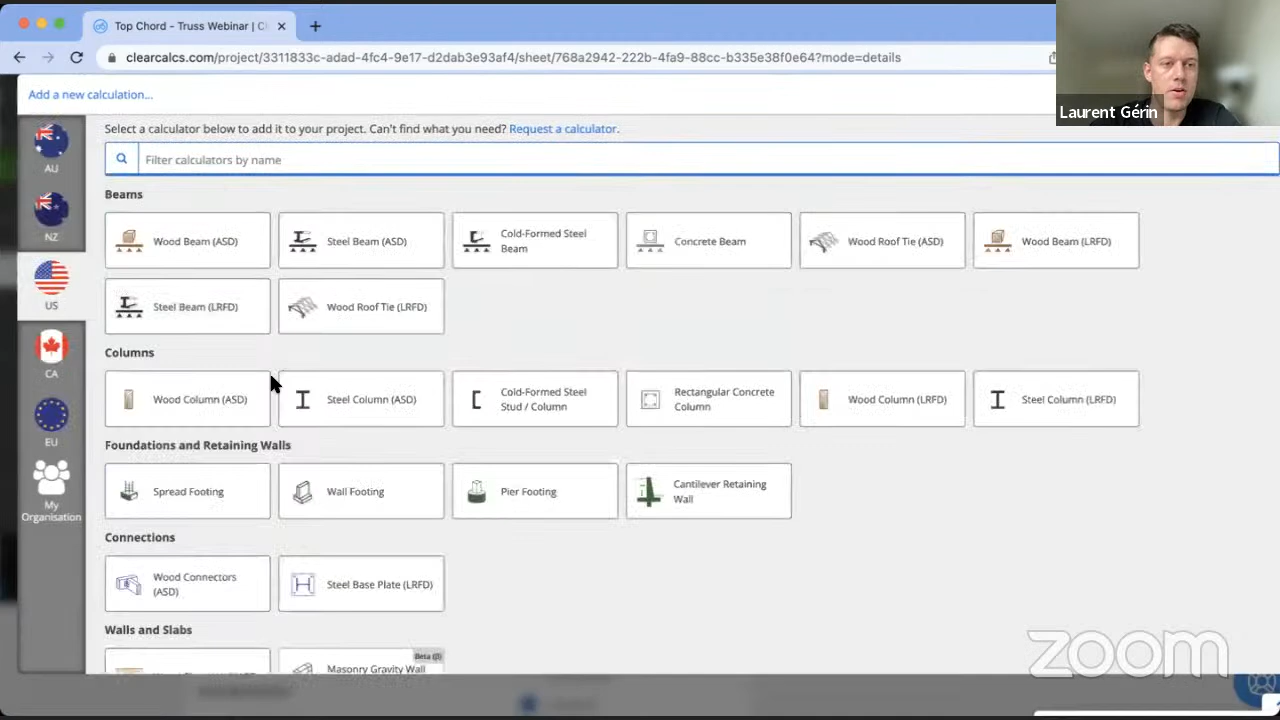 Top Chord - Truss Webinar | C
clearcalcs.com/project/3311833c-adad-4fc4-9e17-d2dab3e93af4/sheet/768a2942-222b-4fa9-88cc-b335e38f0e64?mode=details
Laurent Gérin
Add a new calculation...
AU
NZ
US
CA
EU
My
Organisation
Select a calculator below to add it to your project. Can't find what you need? Request a calculator.
Filter calculators by name
Beams
Wood Beam (ASD)
Steel Beam (ASD)
Cold-Formed Steel
Beam
Concrete Beam
Wood Roof Tie (ASD)
Wood Beam (LRFD)
Steel Beam (LRFD)
Wood Roof Tie (LRFD)
Columns
Wood Column (ASD)
Steel Column (ASD)
Cold-Formed Steel
Stud / Column
Rectangular Concrete
Column
Wood Column (LRFD)
Steel Column (LRFD)
Foundations and Retaining Walls
Spread Footing
Wall Footing
Pier Footing
Cantilever Retaining
Wall
Connections
Wood Connectors
(ASD)
Steel Base Plate (LRFD)
Walls and Slabs
Beta (β)
Masonry Gravity Wall
zoom